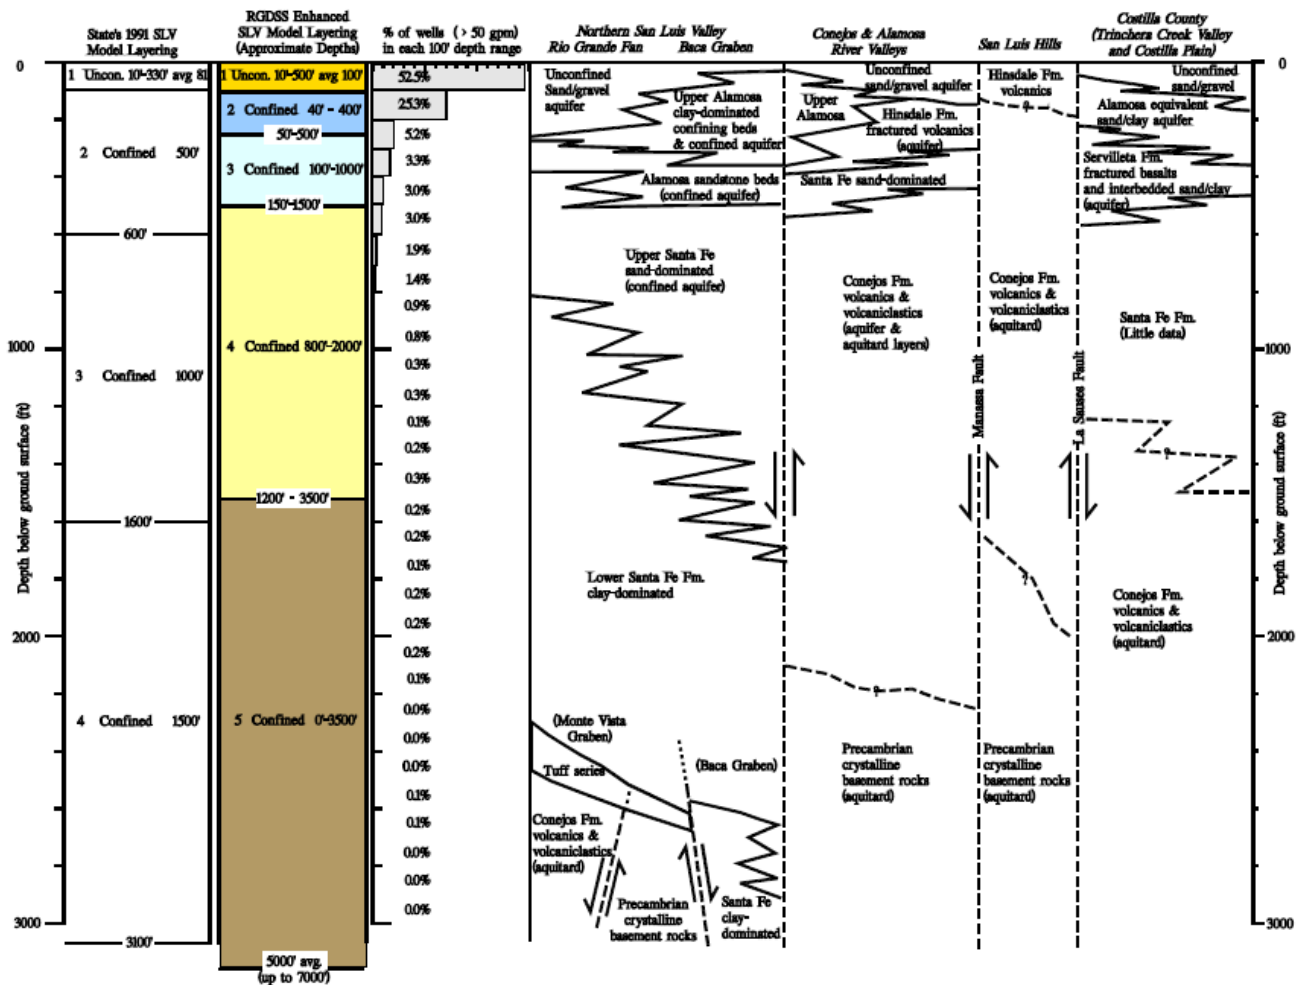 State's 1991 SLV
Model Layering
RGDSS Enhanced
SLV Model Layering
(Approximate Depths)
% of wells (> 50 gpm)
in each 100' depth range
Northern San Luis Valley
Rio Grande Fan Baca Graben
Conejos & Alamosa
River Valleys
San Luis Hills
Costilla County
(Trinchera Creek Valley
and Costilla Plain)
0
1000
2000
3000
Depth below ground surface (ft)
1 Uncon. 10'-330' avg 81
2 Confined 500'
600'
3 Confined 1000'
1600'
4 Confined 1500'
3100'
1 Uncon. 10'-500' avg 100'
2 Confined 40' - 400'
50'-500'
3 Confined 100'-1000'
150'-1500'
4 Confined 800'-2000'
1200' - 3500'
5 Confined 0'-3500'
5000' avg.
(up to 7000')
52.5%
25.3%
5.2%
3.3%
3.0%
3.0%
1.9%
1.4%
0.9%
0.8%
0.3%
0.3%
0.1%
0.2%
0.3%
0.2%
0.2%
0.1%
0.2%
0.2%
0.2%
0.1%
0.0%
0.0%
0.0%
0.1%
0.1%
0.0%
0.0%
0.0%
Unconfined
Sand/gravel
aquifer
Upper Alamosa
clay-dominated
confining beds
& confined aquifer
Alamosa sandstone beds
(confined aquifer)
Upper Santa Fe
sand-dominated
(confined aquifer)
Lower Santa Fe Fm.
clay-dominated
(Monte Vista
Graben)
Tuff series
(Baca Graben)
Conejos Fm.
volcanics &
volcaniclastics
(aquitard)
Precambrian
crystalline
basement rocks
Santa Fe
clay-
dominated
Unconfined
sand/gravel aquifer
Upper
Alamosa
Hinsdale Fm.
fractured volcanics
(aquifer)
Santa Fe sand-dominated
Conejos Fm.
volcanics &
volcaniclastics
(aquifer &
aquitard layers)
Precambrian
crystalline
basement rocks
(aquitard)
?
Manassa Fault
Hinsdale Fm.
volcanics
?
Conejos Fm.
volcanics &
volcaniclastics
(aquitard)
?
Precambrian
crystalline
basement rocks
(aquitard)
La Sauses Fault
Unconfined
sand/gravel
Alamosa equivalent
sand/clay aquifer
Servilleta Fm.
fractured basalts
and interbedded sand/clay
(aquifer)
Santa Fe Fm.
(Little data)
?
Conejos Fm.
volcanics &
volcaniclastics
(aquitard)
0
1000
2000
3000
Depth below ground surface (ft)